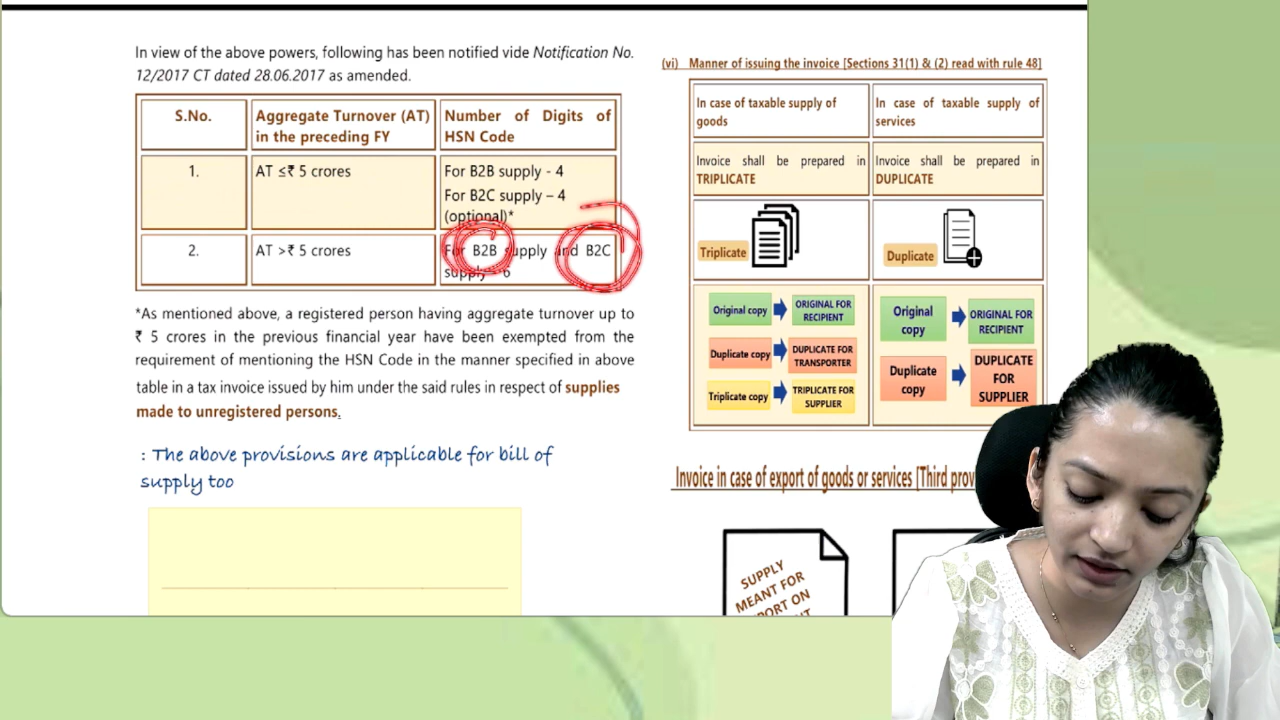 In view of the above powers, following has been notified vide Notification No.
12/2017 CT dated 28.06.2017 as amended.
S.No.
Aggregate Turnover (AT)
in the preceding FY
Number of Digits of
HSN Code
1.
AT ≤₹ 5 crores
For B2B supply - 4
For B2C supply – 4
(optional)*
2.
AT >₹ 5 crores
For B2B supply and B2C
supply - 6
*As mentioned above, a registered person having aggregate turnover up to
₹ 5 crores in the previous financial year have been exempted from the
requirement of mentioning the HSN Code in the manner specified in above
table in a tax invoice issued by him under the said rules in respect of supplies
made to unregistered persons.
: The above provisions are applicable for bill of
supply too
(vi) Manner of issuing the invoice [Sections 31(1) & (2) read with rule 48]
In case of taxable supply of
goods
In case of taxable supply of
services
Invoice shall be prepared in
TRIPLICATE
Invoice shall be prepared in
DUPLICATE
Triplicate
Duplicate
Original copy
ORIGINAL FOR
RECIPIENT
Duplicate copy
DUPLICATE FOR
TRANSPORTER
Triplicate copy
TRIPLICATE FOR
SUPPLIER
Original
copy
ORIGINAL FOR
RECIPIENT
Duplicate
copy
DUPLICATE
FOR
SUPPLIER
Invoice in case of export of goods or services [Third
SUPPLY
MEANT FOR
ON